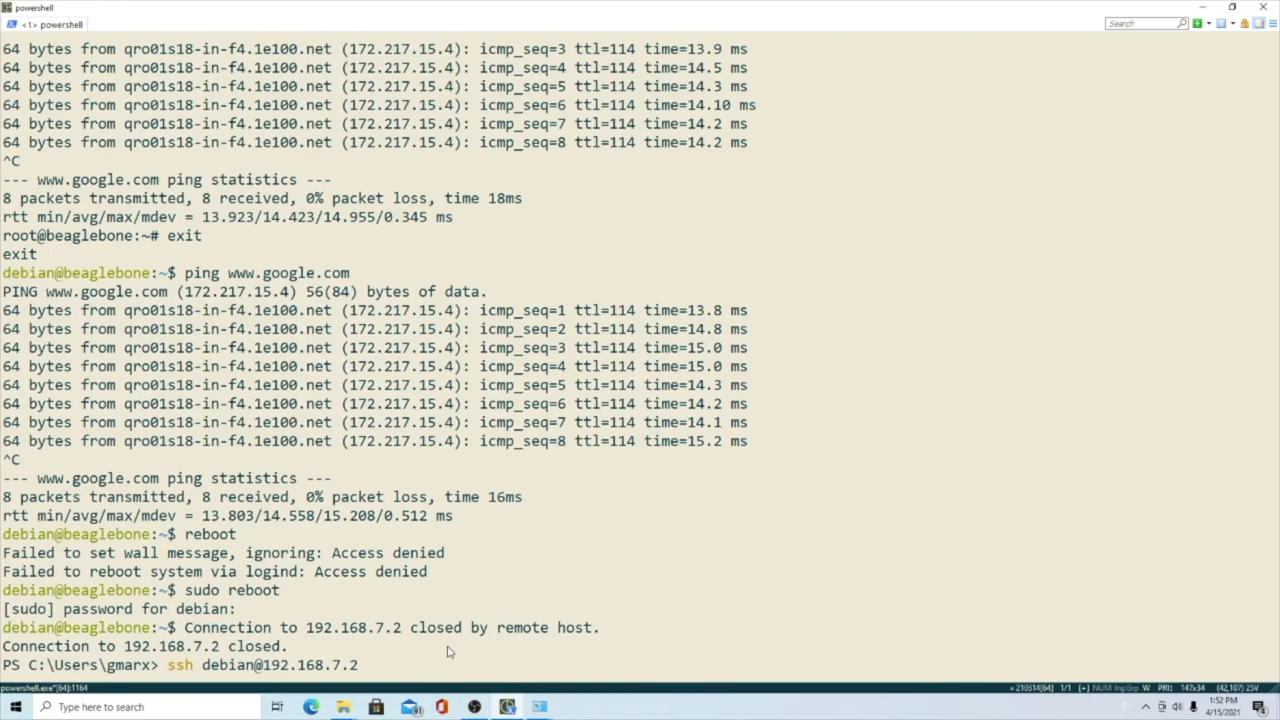 powershell
<1> powershell
Search
64 bytes from qro01s18-in-f4.1e100.net (172.217.15.4): icmp_seq=3 ttl=114 time=13.9 ms
64 bytes from qro01s18-in-f4.1e100.net (172.217.15.4): icmp_seq=4 ttl=114 time=14.5 ms
64 bytes from qro01s18-in-f4.1e100.net (172.217.15.4): icmp_seq=5 ttl=114 time=14.3 ms
64 bytes from qro01s18-in-f4.1e100.net (172.217.15.4): icmp_seq=6 ttl=114 time=14.10 ms
64 bytes from qro01s18-in-f4.1e100.net (172.217.15.4): icmp_seq=7 ttl=114 time=14.2 ms
64 bytes from qro01s18-in-f4.1e100.net (172.217.15.4): icmp_seq=8 ttl=114 time=14.2 ms
^C
--- www.google.com ping statistics ---
8 packets transmitted, 8 received, 0% packet loss, time 18ms
rtt min/avg/max/mdev = 13.923/14.423/14.955/0.345 ms
root@beaglebone:~# exit
exit
debian@beaglebone:~$ ping www.google.com
PING www.google.com (172.217.15.4) 56(84) bytes of data.
64 bytes from qro01s18-in-f4.1e100.net (172.217.15.4): icmp_seq=1 ttl=114 time=13.8 ms
64 bytes from qro01s18-in-f4.1e100.net (172.217.15.4): icmp_seq=2 ttl=114 time=14.8 ms
64 bytes from qro01s18-in-f4.1e100.net (172.217.15.4): icmp_seq=3 ttl=114 time=15.0 ms
64 bytes from qro01s18-in-f4.1e100.net (172.217.15.4): icmp_seq=4 ttl=114 time=15.0 ms
64 bytes from qro01s18-in-f4.1e100.net (172.217.15.4): icmp_seq=5 ttl=114 time=14.3 ms
64 bytes from qro01s18-in-f4.1e100.net (172.217.15.4): icmp_seq=6 ttl=114 time=14.2 ms
64 bytes from qro01s18-in-f4.1e100.net (172.217.15.4): icmp_seq=7 ttl=114 time=14.1 ms
64 bytes from qro01s18-in-f4.1e100.net (172.217.15.4): icmp_seq=8 ttl=114 time=15.2 ms
^C
--- www.google.com ping statistics ---
8 packets transmitted, 8 received, 0% packet loss, time 16ms
rtt min/avg/max/mdev = 13.803/14.558/15.208/0.512 ms
debian@beaglebone:~$ reboot
Failed to set wall message, ignoring: Access denied
Failed to reboot system via logind: Access denied
debian@beaglebone:~$ sudo reboot
[sudo] password for debian:
debian@beaglebone:~$ Connection to 192.168.7.2 closed by remote host.
Connection to 192.168.7.2 closed.
PS C:\Users\gmarx> ssh debian@192.168.7.2
powershell.exe*[64]:1164 «210314[64] 1/1 [+] NUM InpGrp W PRI: 147x34 (42,107) 25V
Type here to search
91
1:52 PM
4/15/2021
4